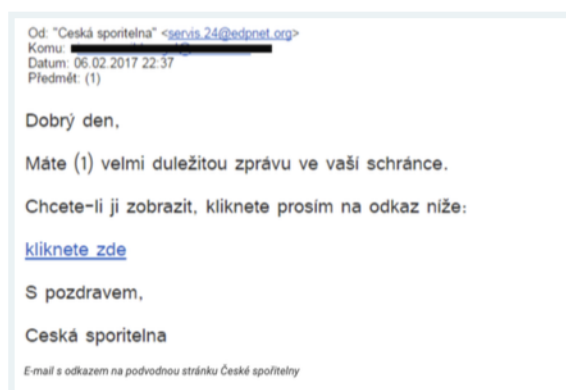 Od: "Ceská sporitelna" <servis.24@edpnet.org>
Komu:
Datum: 06.02.2017 22:37
Předmět: (1)
Dobrý den,
Máte (1) velmi duležitou zprávu ve vaší schránce.
Chcete-li ji zobrazit, kliknete prosím na odkaz níže:
kliknete zde
S pozdravem,
Ceská sporitelna
E-mail s odkazem na podvodnou stránku České spořitelny